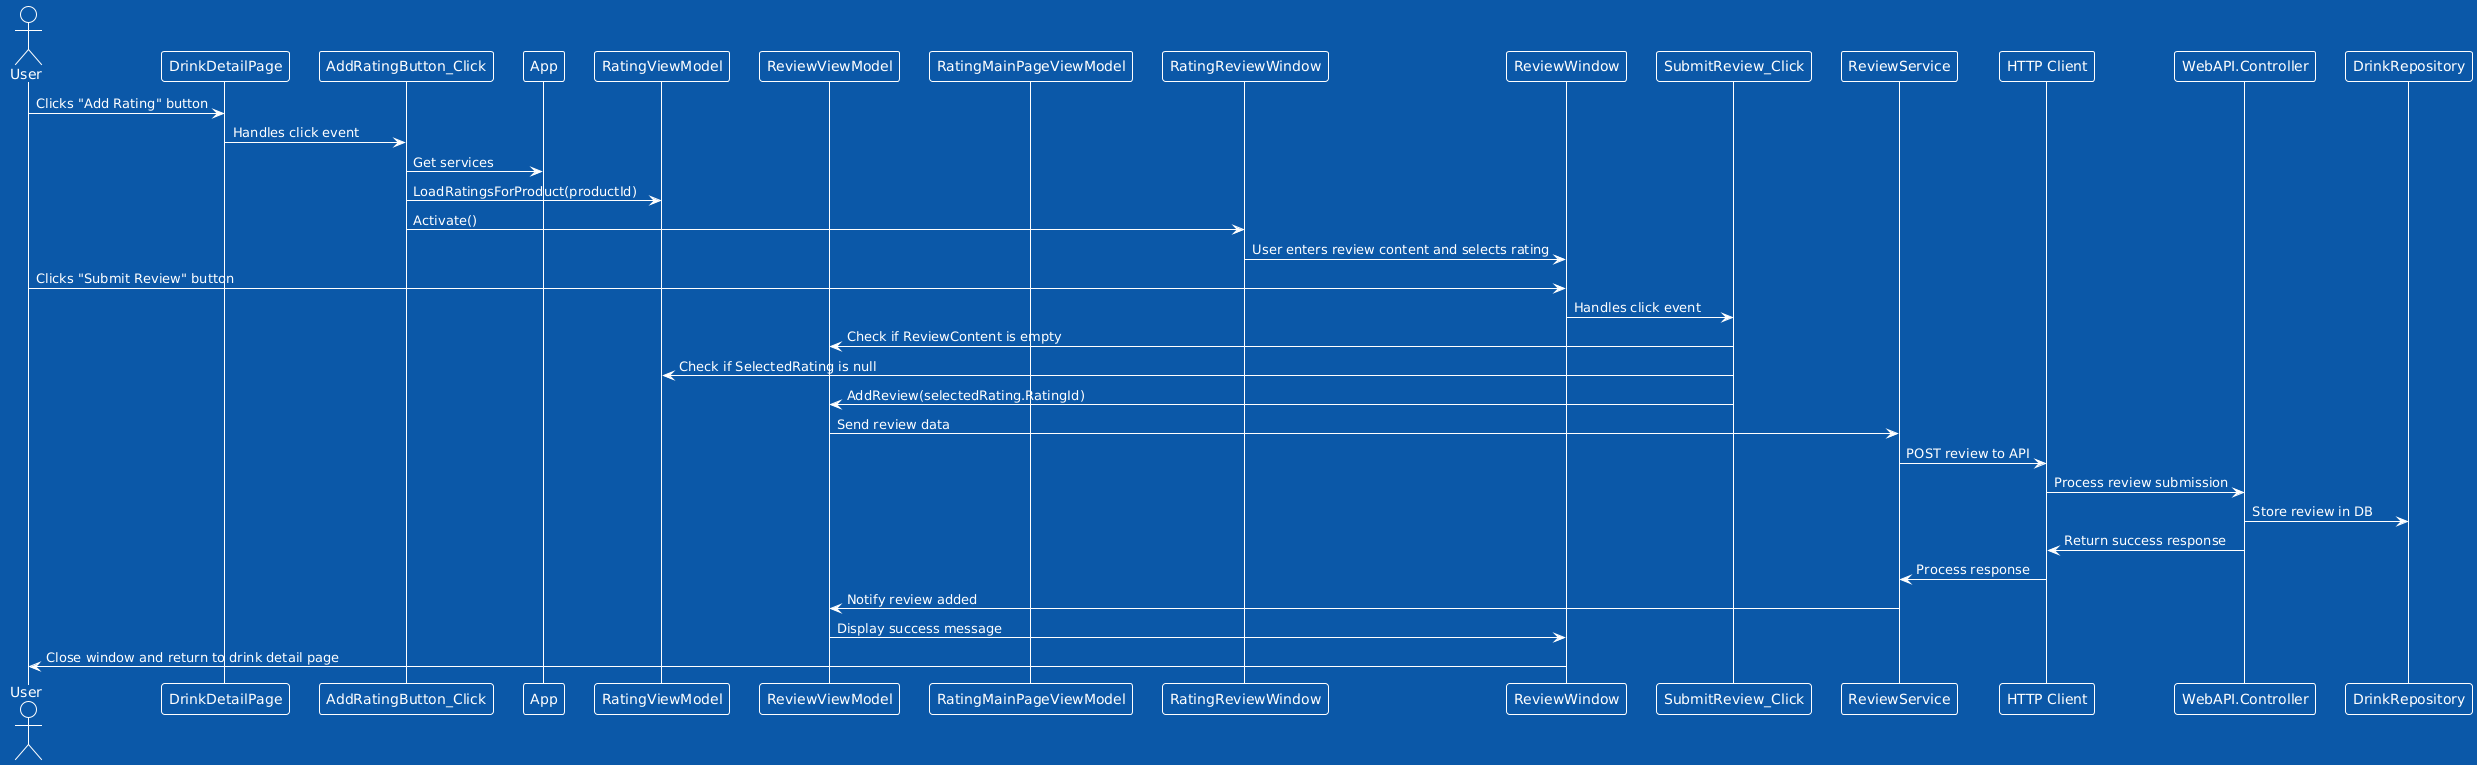 User
DrinkDetailPage
AddRatingButton_Click
App
RatingViewModel
ReviewViewModel
RatingMainPageViewModel
RatingReviewWindow
ReviewWindow
SubmitReview_Click
ReviewService
HTTP Client
WebAPI.Controller
DrinkRepository
Clicks "Add Rating" button
Handles click event
Get services
LoadRatingsForProduct(productId)
Activate()
User enters review content and selects rating
Clicks "Submit Review" button
Handles click event
Check if ReviewContent is empty
Check if SelectedRating is null
AddReview(selectedRating.RatingId)
Send review data
POST review to API
Process review submission
Store review in DB
Return success response
Process response
Notify review added
Display success message
Close window and return to drink detail page
User
DrinkDetailPage
AddRatingButton_Click
App
RatingViewModel
ReviewViewModel
RatingMainPageViewModel
RatingReviewWindow
ReviewWindow
SubmitReview_Click
ReviewService
HTTP Client
WebAPI.Controller
DrinkRepository